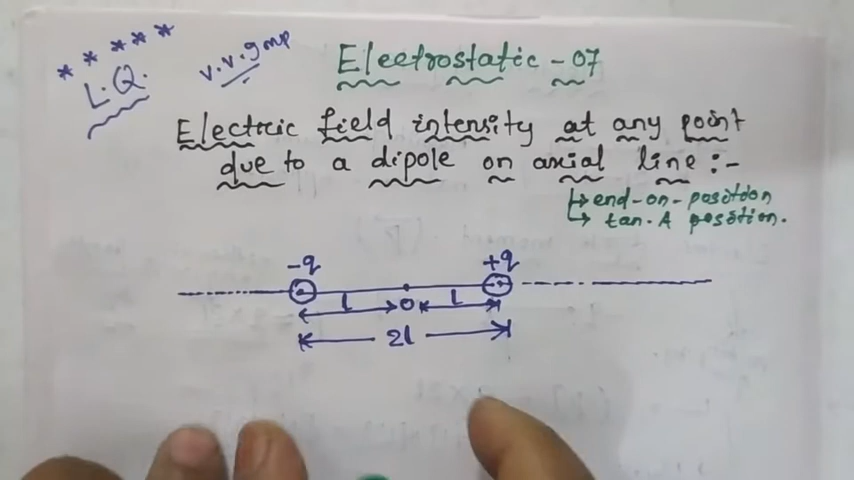 * * * * *
L.Q.
v.v.gmp
Electrostatic - 07
Electric field intensity at any point
due to a dipole on axial line :-
↳ end-on-position
→ tan. A position.
-q +q
l O l
2l